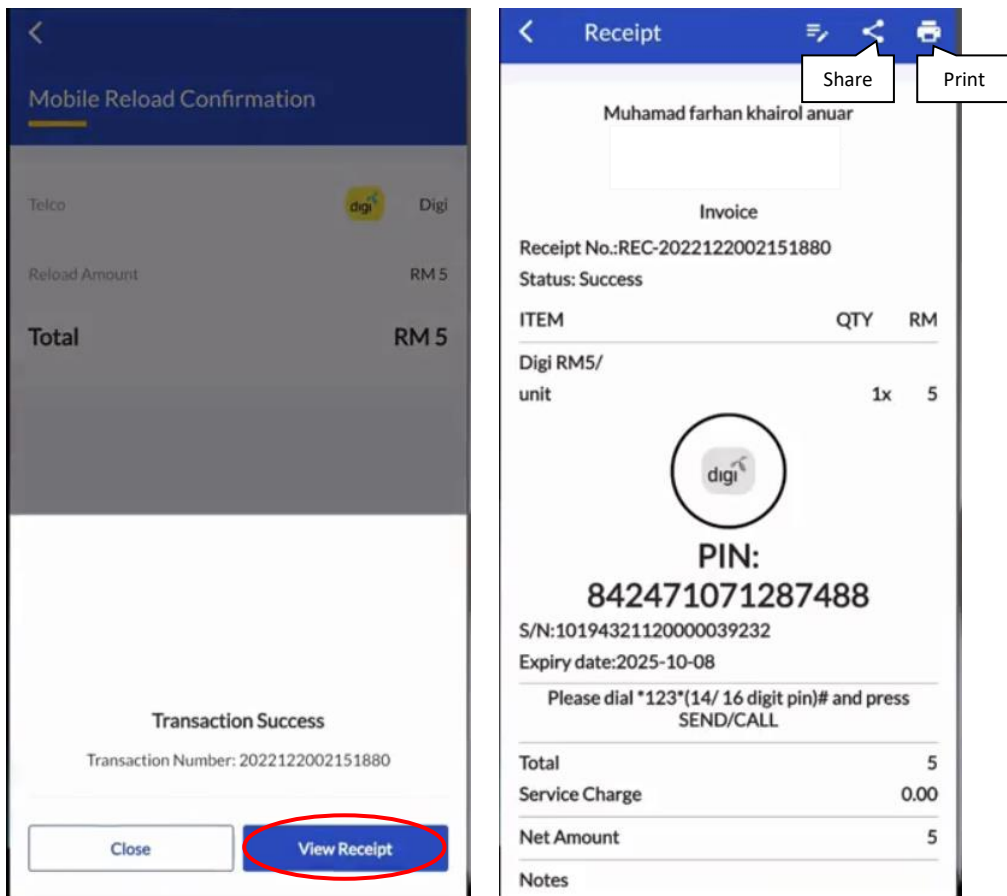 Mobile Reload Confirmation
Telco
digi
Digi
Reload Amount
RM 5
Total
RM 5
Transaction Success
Transaction Number: 2022122002151880
Close
View Receipt
Receipt
Share
Print
Muhamad farhan khairol anuar
Invoice
Receipt No.:REC-2022122002151880
Status: Success
ITEM QTY RM
Digi RM5/
unit 1x 5
digi
PIN:
842471071287488
S/N:10194321120000039232
Expiry date:2025-10-08
Please dial *123*(14/ 16 digit pin)# and press
SEND/CALL
Total 5
Service Charge 0.00
Net Amount 5
Notes